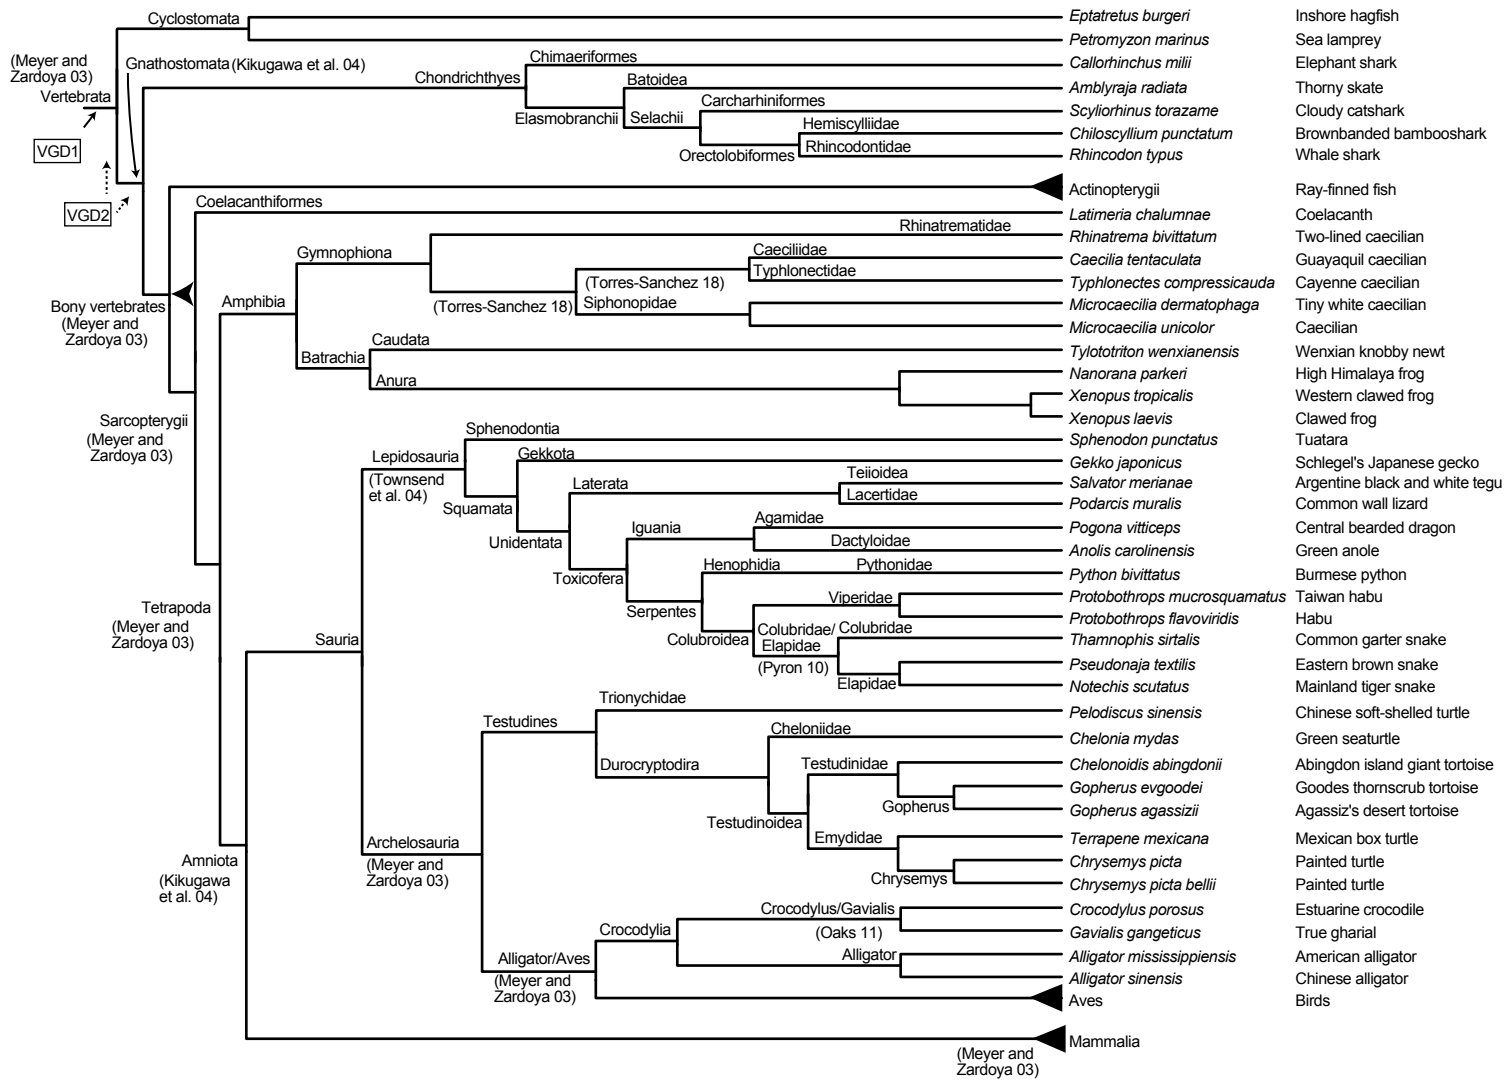 Cyclostomata
Eptatretus burgeri Inshore hagfish
Petromyzon marinus Sea lamprey
(Meyer and
Zardoya 03)
Gnathostomata (Kikugawa et al. 04)
Vertebrata
VGD1
VGD2
Chondrichthyes
Chimaeriformes
Callorhinchus milii Elephant shark
Batoidea
Amblyraja radiata Thorny skate
Elasmobranchii
Selachii
Carcharhiniformes
Scyliorhinus torazame Cloudy catshark
Hemiscylliidae
Chiloscyllium punctatum Brownbanded bambooshark
Rhincodontidae
Orectolobiformes
Rhincodon typus Whale shark
Actinopterygii Ray-finned fish
Coelacanthiformes
Latimeria chalumnae Coelacanth
Rhinatrematidae
Rhinatrema bivittatum Two-lined caecilian
Gymnophiona
Caeciliidae
Caecilia tentaculata Guayaquil caecilian
Typhlonectidae
(Torres-Sanchez 18)
Typhlonectes compressicauda Cayenne caecilian
Bony vertebrates
(Meyer and
Zardoya 03)
Amphibia
(Torres-Sanchez 18)
Siphonopidae
Microcaecilia dermatophaga Tiny white caecilian
Microcaecilia unicolor Caecilian
Caudata
Batrachia
Tylototriton wenxianensis Wenxian knobby newt
Anura
Nanorana parkeri High Himalaya frog
Xenopus tropicalis Western clawed frog
Xenopus laevis Clawed frog
Sarcopterygii
(Meyer and
Zardoya 03)
Sphenodontia
Sphenodon punctatus Tuatara
Lepidosauria
(Townsend
et al. 04)
Gekkota
Gekko japonicus Schlegel's Japanese gecko
Squamata
Laterata
Teiioidea
Salvator merianae Argentine black and white tegu
Lacertidae
Podarcis muralis Common wall lizard
Unidentata
Iguania
Agamidae
Pogona vitticeps Central bearded dragon
Dactyloidae
Anolis carolinensis Green anole
Toxicofera
Henophidia Pythonidae
Python bivittatus Burmese python
Serpentes
Viperidae
Protobothrops mucrosquamatus Taiwan habu
Protobothrops flavoviridis Habu
Colubroidea
Colubridae/
Elapidae
(Pyron 10)
Colubridae
Thamnophis sirtalis Common garter snake
Pseudonaja textilis Eastern brown snake
Elapidae
Notechis scutatus Mainland tiger snake
Tetrapoda
(Meyer and
Zardoya 03)
Sauria
Trionychidae
Pelodiscus sinensis Chinese soft-shelled turtle
Testudines
Cheloniidae
Chelonia mydas Green seaturtle
Durocryptodira
Testudinidae
Chelonoidis abingdonii Abingdon island giant tortoise
Gopherus evgoodei Goodes thornscrub tortoise
Gopherus
Gopherus agassizii Agassiz's desert tortoise
Testudinoidea
Emydidae
Terrapene mexicana Mexican box turtle
Chrysemys picta Painted turtle
Chrysemys
Chrysemys picta bellii Painted turtle
Archelosauria
(Meyer and
Zardoya 03)
Amniota
(Kikugawa
et al. 04)
Crocodylus/Gavialis
(Oaks 11)
Crocodylus porosus Estuarine crocodile
Gavialis gangeticus True gharial
Crocodylia
Alligator
Alligator mississippiensis American alligator
Alligator sinensis Chinese alligator
Alligator/Aves
(Meyer and
Zardoya 03)
Aves Birds
Mammalia
(Meyer and
Zardoya 03)